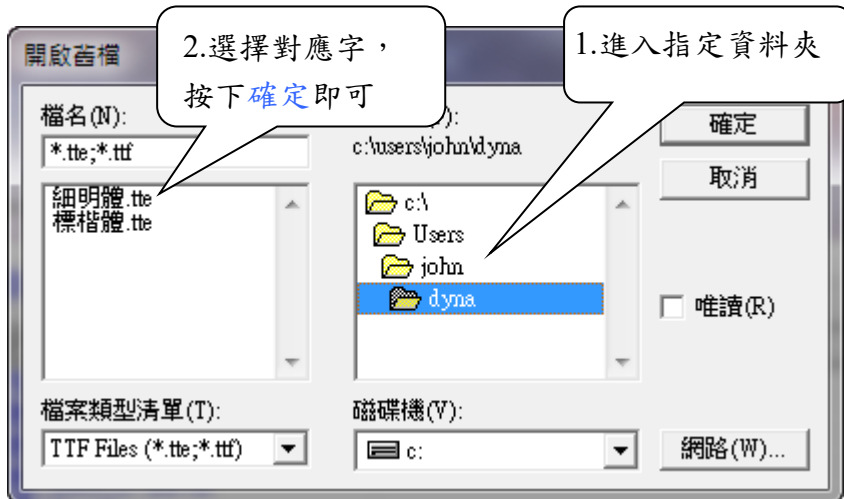 開啟舊檔
2.選擇對應字，
按下確定即可
1.進入指定資料夾
檔名(N):
*.tte;*.ttf
細明體.tte
標楷體.tte
):
c:\users\john\dyna
c:\
Users
john
dyna
確定
取消
唯讀(R)
檔案類型清單(T):
TTF Files (*.tte;*.ttf)
磁碟機(V):
c:
網路(W)...